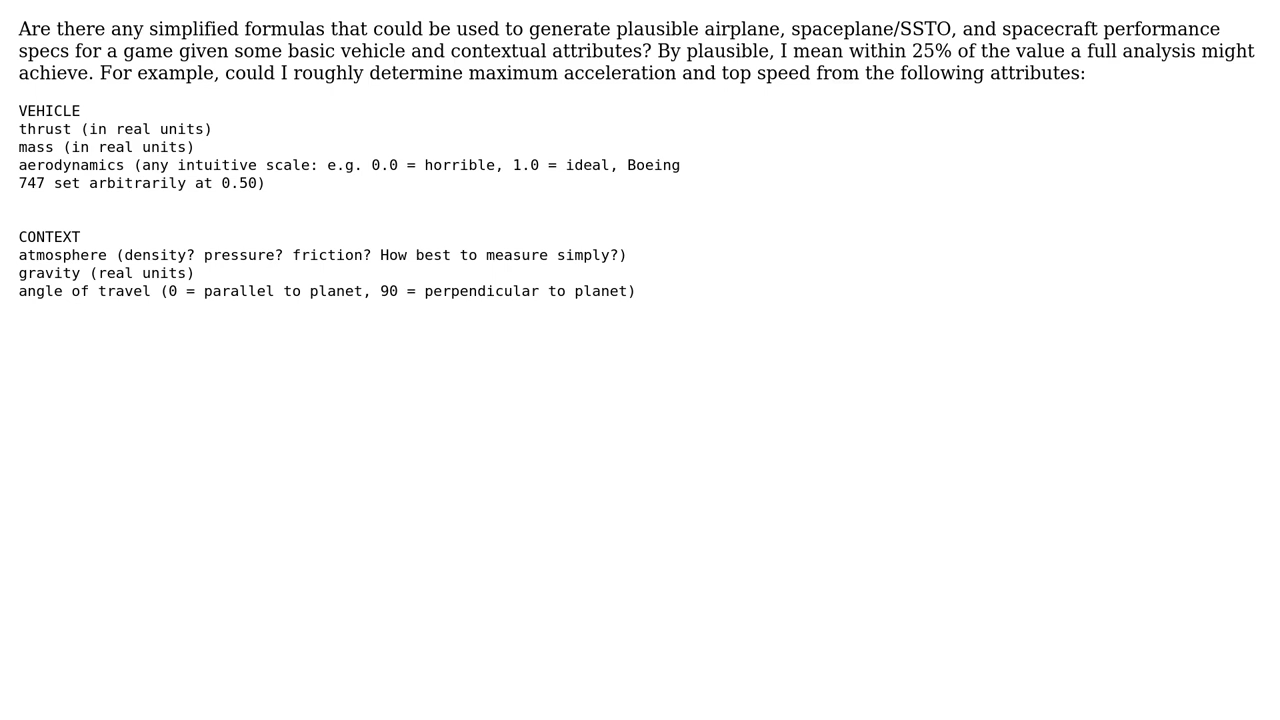 Are there any simplified formulas that could be used to generate plausible airplane, spaceplane/SSTO, and spacecraft performance
specs for a game given some basic vehicle and contextual attributes? By plausible, I mean within 25% of the value a full analysis might
achieve. For example, could I roughly determine maximum acceleration and top speed from the following attributes:
VEHICLE
thrust (in real units)
mass (in real units)
aerodynamics (any intuitive scale: e.g. 0.0 = horrible, 1.0 = ideal, Boeing
747 set arbitrarily at 0.50)
CONTEXT
atmosphere (density? pressure? friction? How best to measure simply?)
gravity (real units)
angle of travel (0 = parallel to planet, 90 = perpendicular to planet)